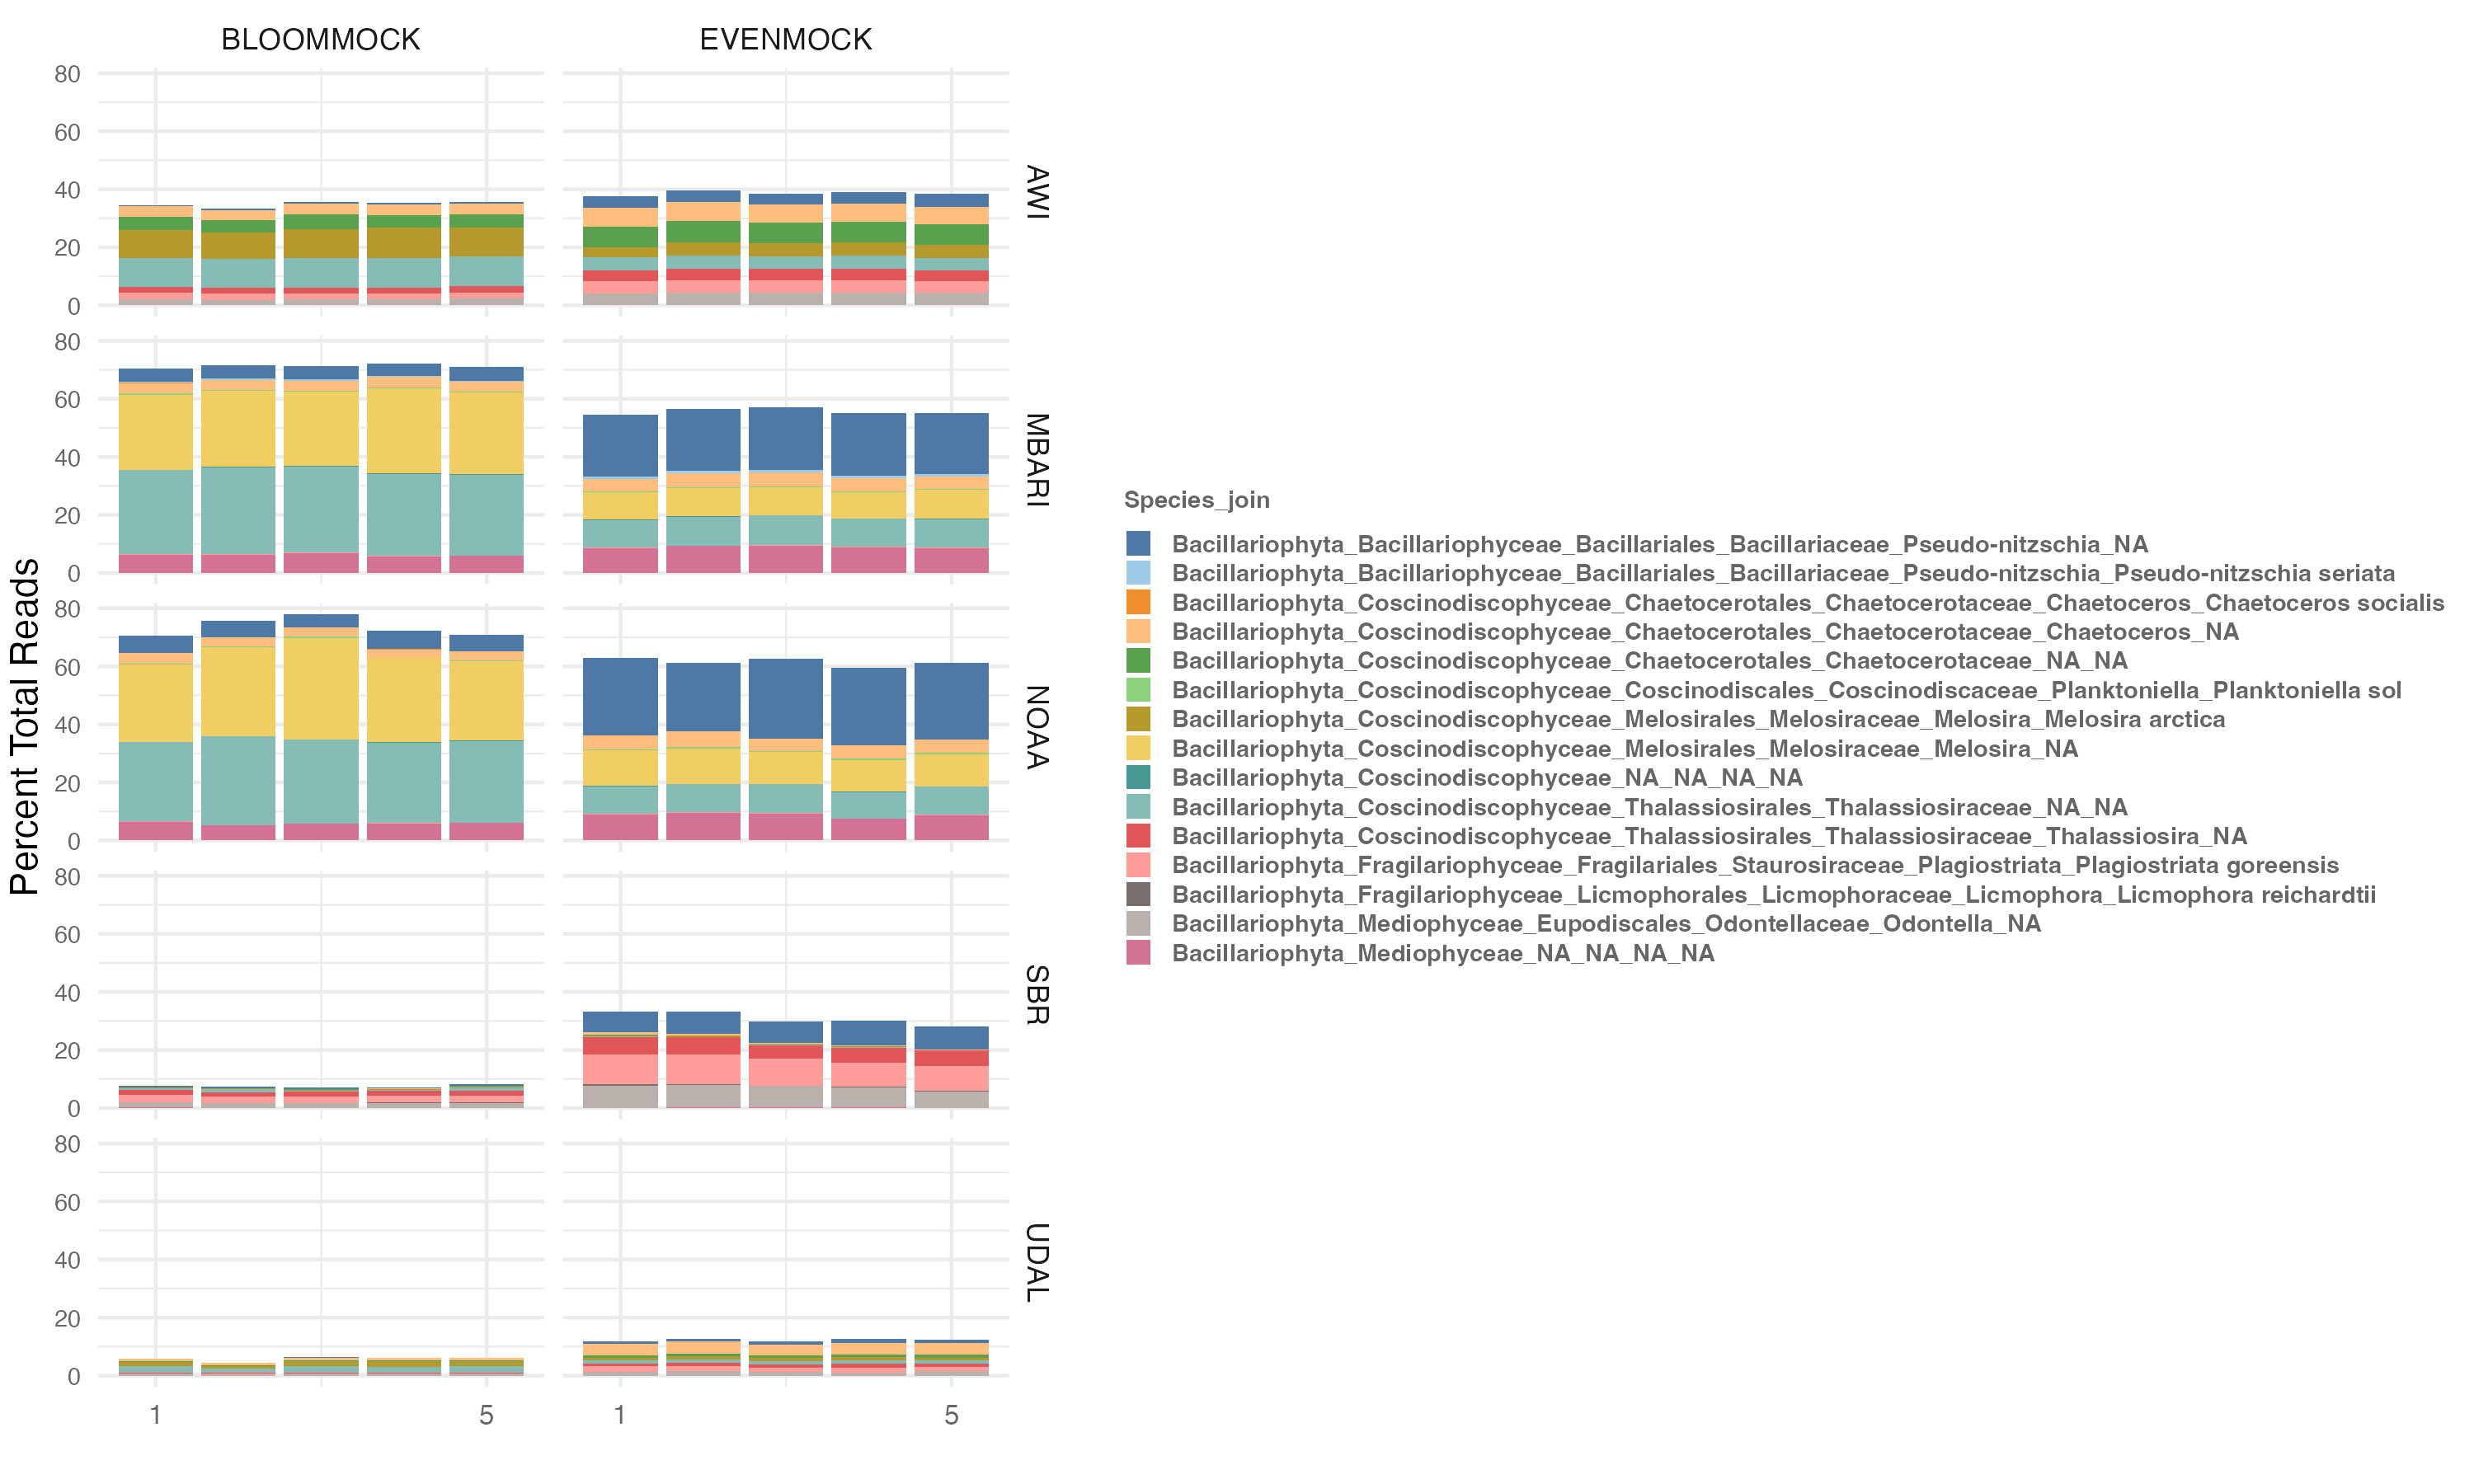 BLOOMMOCK EVENMOCK
80
60
40
20
0
AWI
80
60
40
20
0
MBARI
80
60
40
20
0
NOAA
80
60
40
20
0
SBR
80
60
40
20
0
UDAL
1 5 1 5
Percent Total Reads
Species_join
Bacillariophyta_Bacillariophyceae_Bacillariales_Bacillariaceae_Pseudo-nitzschia_NA
Bacillariophyta_Bacillariophyceae_Bacillariales_Bacillariaceae_Pseudo-nitzschia_Pseudo-nitzschia seriata
Bacillariophyta_Coscinodiscophyceae_Chaetocerotales_Chaetocerotaceae_Chaetoceros_Chaetoceros socialis
Bacillariophyta_Coscinodiscophyceae_Chaetocerotales_Chaetocerotaceae_Chaetoceros_NA
Bacillariophyta_Coscinodiscophyceae_Chaetocerotales_Chaetocerotaceae_NA_NA
Bacillariophyta_Coscinodiscophyceae_Coscinodiscales_Coscinodiscaceae_Planktoniella_Planktoniella sol
Bacillariophyta_Coscinodiscophyceae_Melosirales_Melosiraceae_Melosira_Melosira arctica
Bacillariophyta_Coscinodiscophyceae_Melosirales_Melosiraceae_Melosira_NA
Bacillariophyta_Coscinodiscophyceae_NA_NA_NA_NA
Bacillariophyta_Coscinodiscophyceae_Thalassiosirales_Thalassiosiraceae_NA_NA
Bacillariophyta_Coscinodiscophyceae_Thalassiosirales_Thalassiosiraceae_Thalassiosira_NA
Bacillariophyta_Fragilariophyceae_Fragilariales_Staurosiraceae_Plagiostriata_Plagiostriata goreensis
Bacillariophyta_Fragilariophyceae_Licmophorales_Licmophoraceae_Licmophora_Licmophora reichardtii
Bacillariophyta_Mediophyceae_Eupodiscales_Odontellaceae_Odontella_NA
Bacillariophyta_Mediophyceae_NA_NA_NA_NA